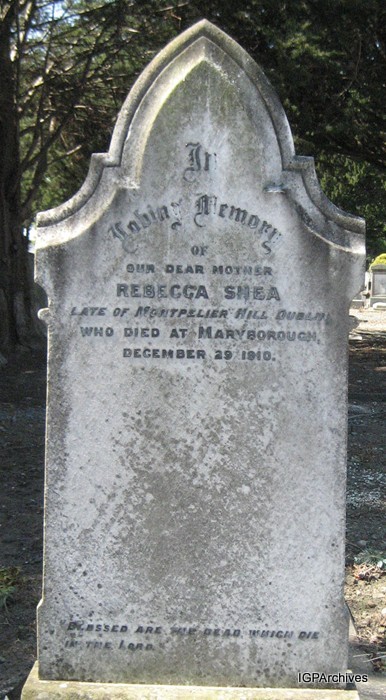 In
Loving Memory
OF
OUR DEAR MOTHER
REBECCA SHEA
LATE OF MONTPELIER HILL DUBLIN,
WHO DIED AT MARYBOROUGH,
DECEMBER 29 1910.
BLESSED ARE THE DEAD, WHICH DIE
IN THE LORD
IGPArchives